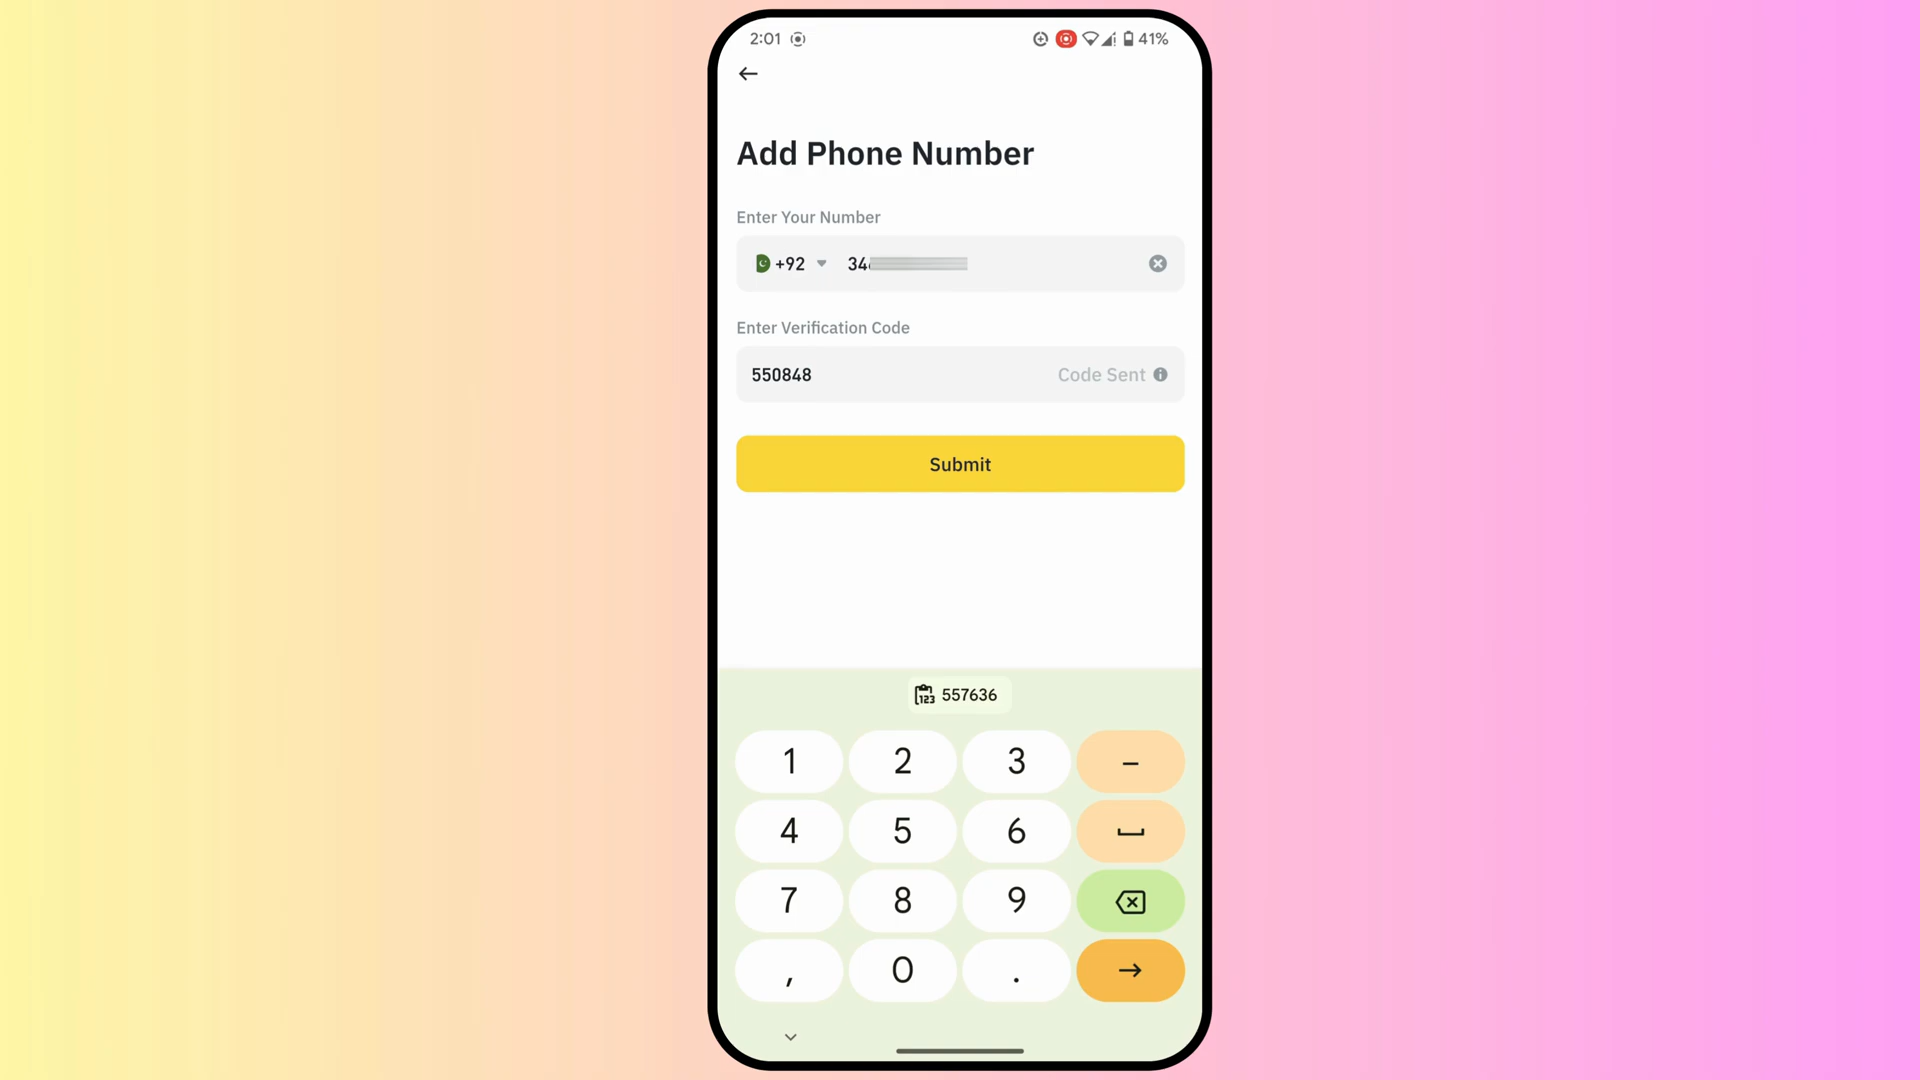 2:01 41%
Add Phone Number
Enter Your Number
+92 34
Enter Verification Code
550848 Code Sent
Submit
123 557636
1 2 3 –
4 5 6
7 8 9
, 0 . →